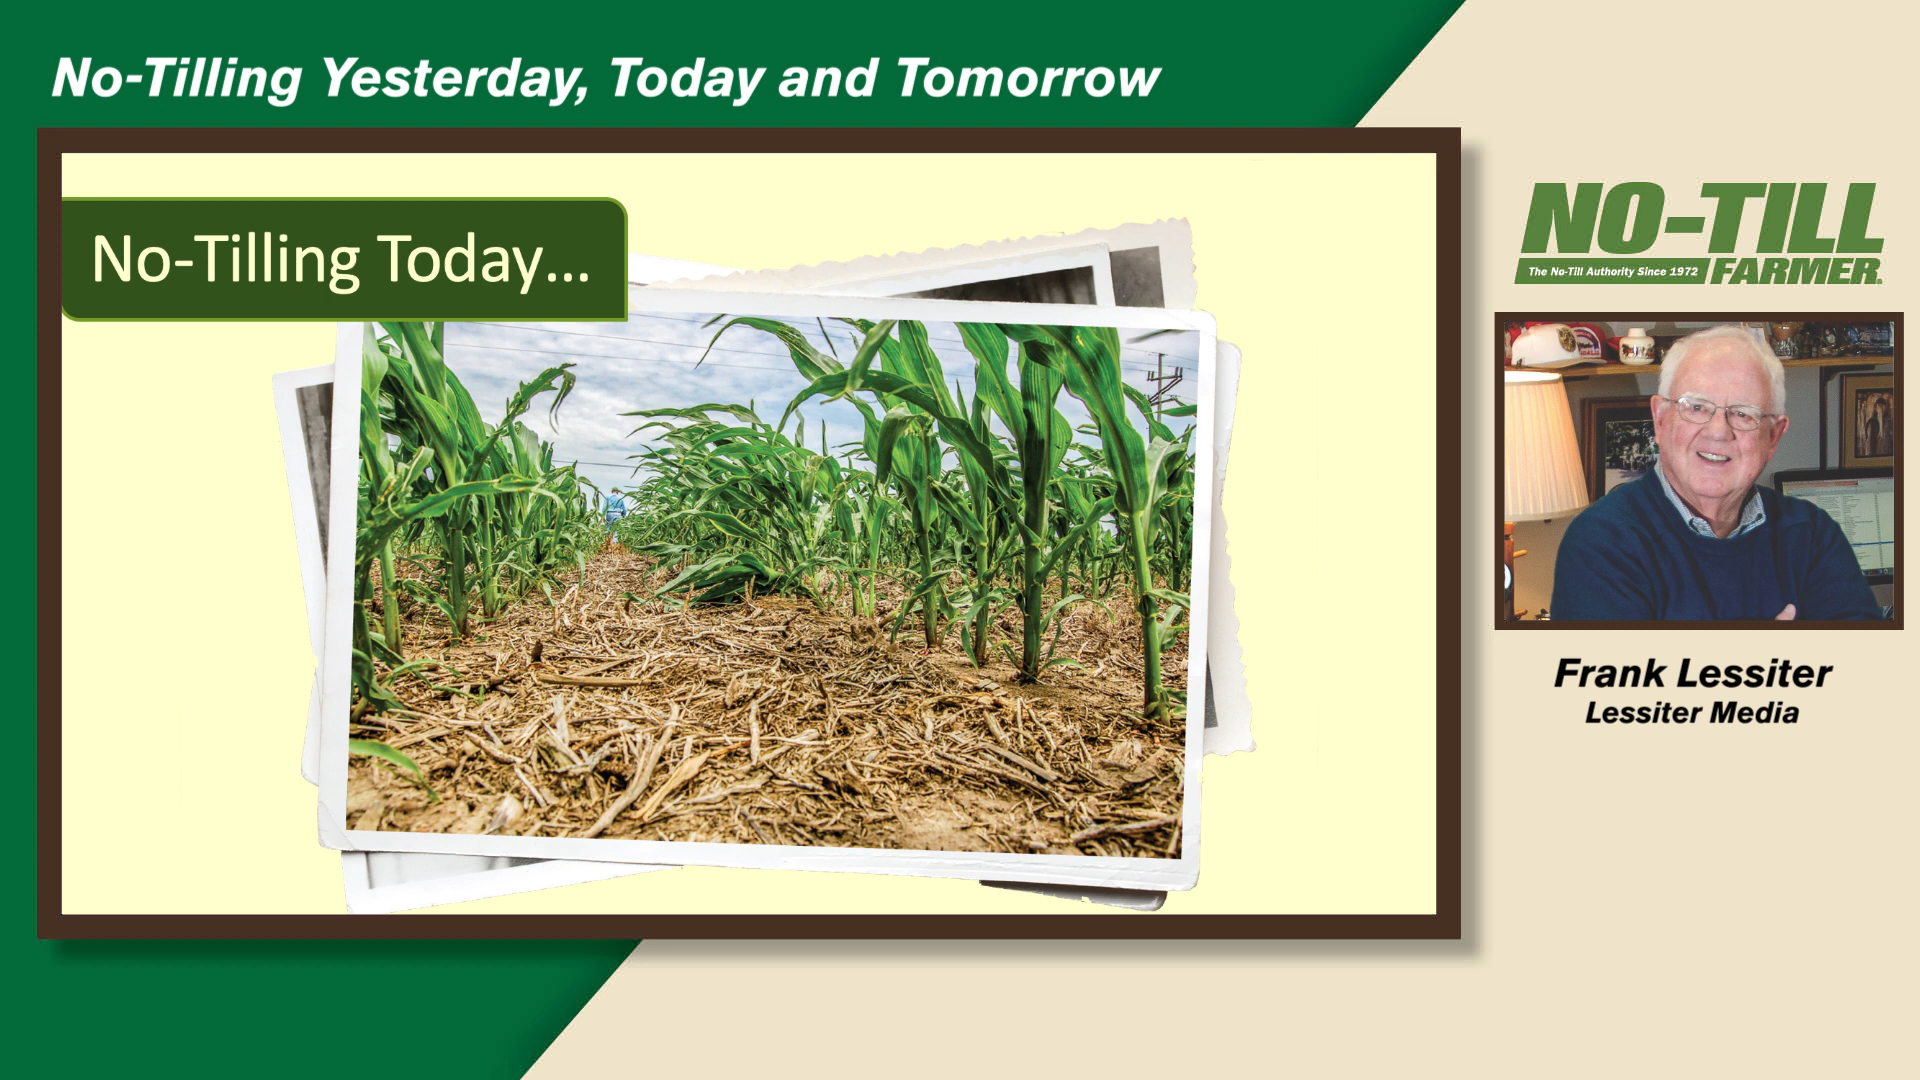 No-Tilling Yesterday, Today and Tomorrow
No-Tilling Today...
NO-TILL
The No-Till Authority Since 1972
FARMER®
Frank Lessiter
Lessiter Media